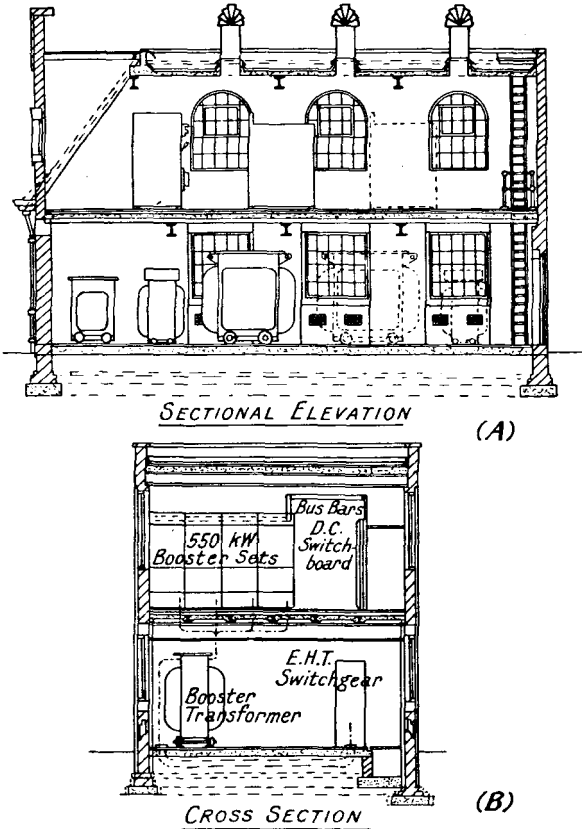 SECTIONAL ELEVATION
(A)
Bus Bars
D.C.
Switch-
board
550 kW
Booster Sets
E.H.T.
Switchgear
Booster
Transformer
CROSS SECTION
(B)